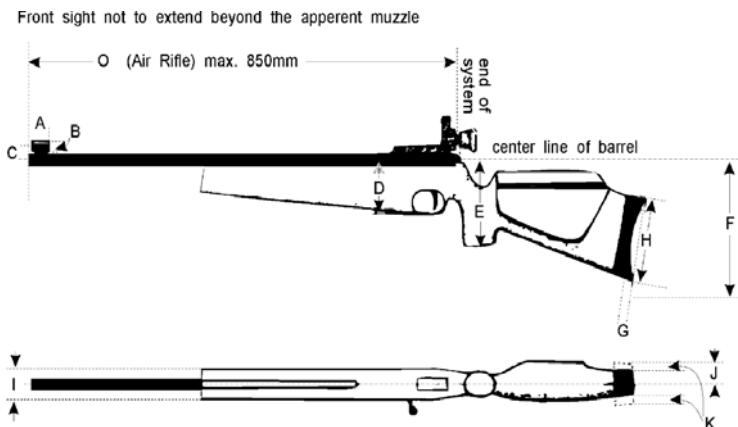 Front sight not to extend beyond the apperent muzzle
O (Air Rifle) max. 850mm
end of
system
A
B
C
center line of barrel
D
E
F
H
G
I
J
K